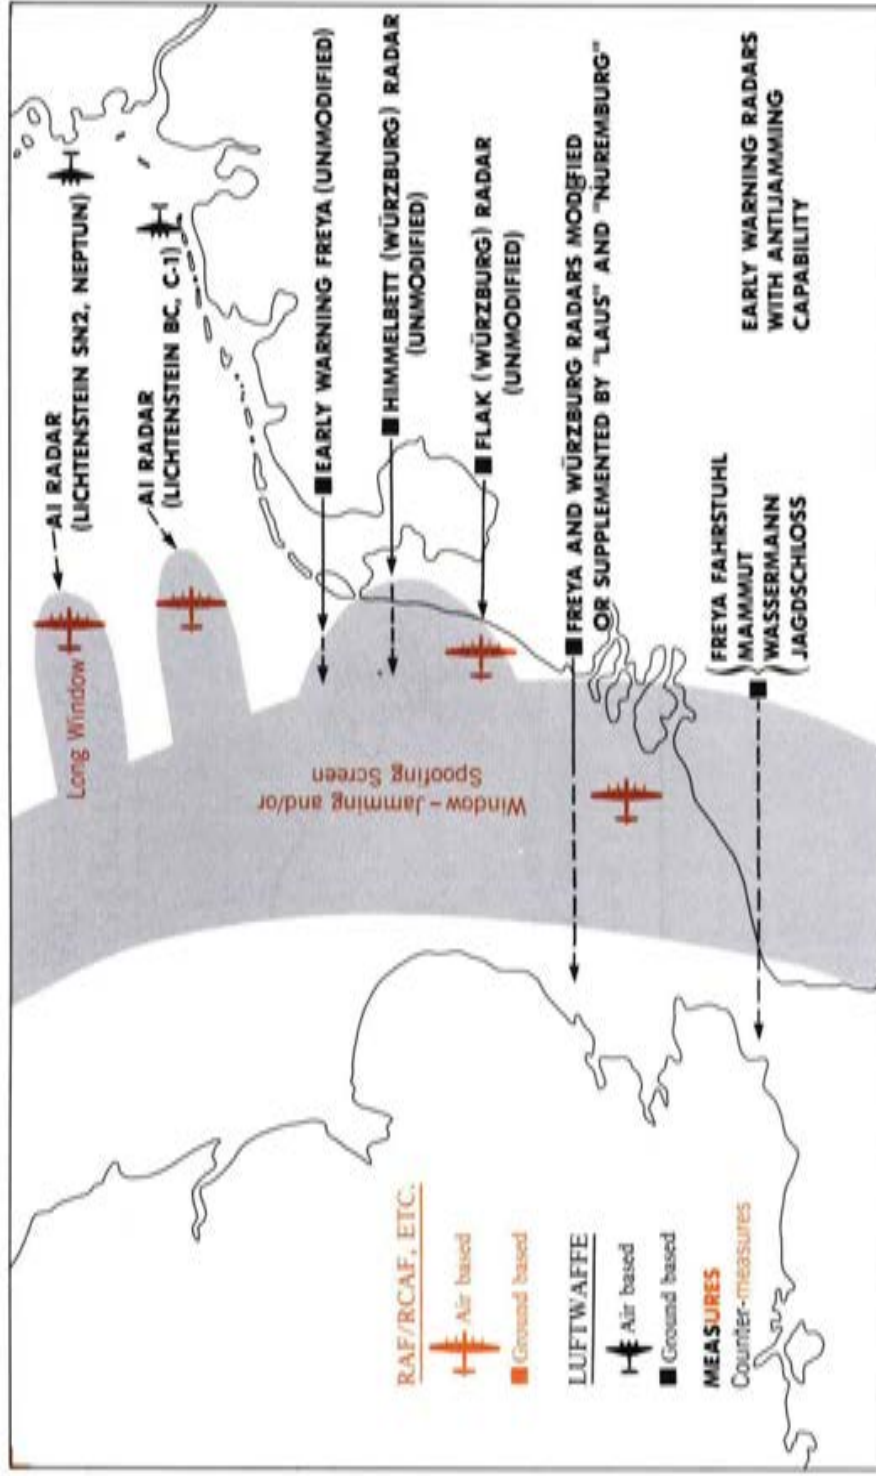 AI RADAR
(LICHTENSTEIN SN2, NEPTUN)
AI RADAR
(LICHTENSTEIN BC, C-1)
Long Window
EARLY WARNING FREYA (UNMODIFIED)
HIMMELBETT (WÜRZBURG) RADAR
(UNMODIFIED)
Window-Jamming and/or
Spoofing Screen
FLAK (WÜRZBURG) RADAR
(UNMODIFIED)
FREYA AND WÜRZBURG RADARS MODIFIED
OR SUPPLEMENTED BY "LAUS" AND "NUREMBURG"
FREYA FAHRSTUHL
MAMMUT
WASSERMANN
JAGDSCHLOSS
EARLY WARNING RADARS
WITH ANTIJAMMING
CAPABILITY
RAF/RCAF, ETC.
Air based
Ground based
LUFTWAFFE
Air based
Ground based
MEASURES
Counter-measures